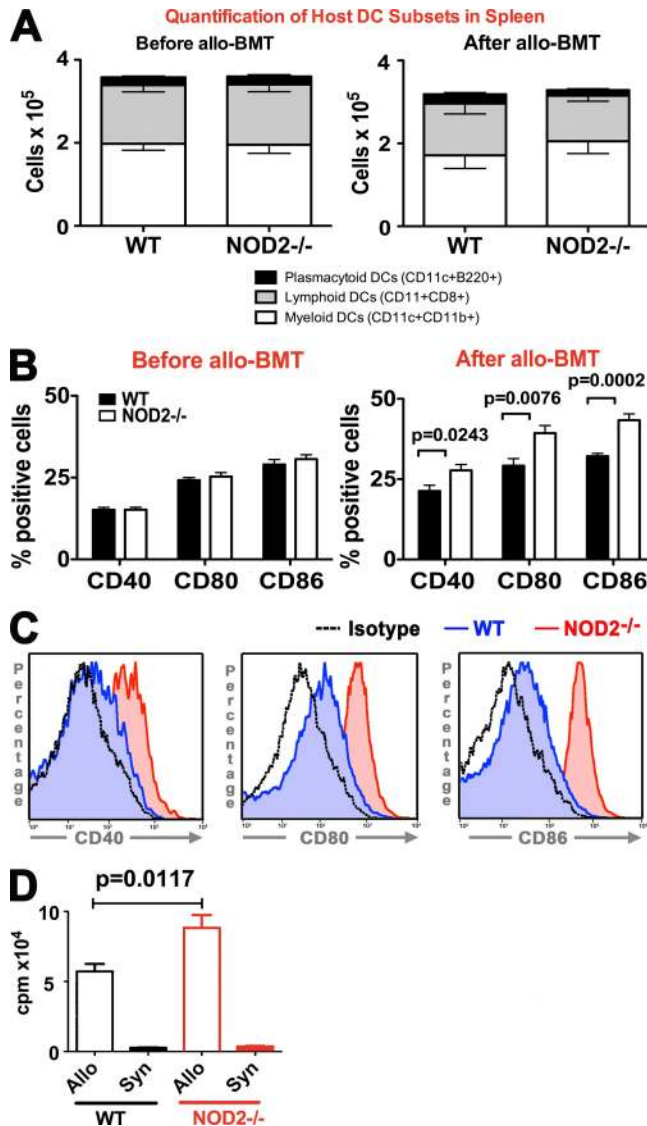 A
Quantification of Host DC Subsets in Spleen
Before allo-BMT
After allo-BMT
Cells x 10⁵
4
2
0
WT
NOD2-/-
Cells x 10⁵
4
2
0
WT
NOD2-/-
Plasmacytoid DCs (CD11c+B220+)
Lymphoid DCs (CD11+CD8+)
Myeloid DCs (CD11c+CD11b+)
B
Before allo-BMT
After allo-BMT
% positive cells
50
25
0
WT
NOD2-/-
CD40
CD80
CD86
% positive cells
50
25
0
p=0.0243
p=0.0076
p=0.0002
CD40
CD80
CD86
C
Isotype
WT
NOD2-/-
Percentage
CD40
Percentage
CD80
Percentage
CD86
D
p=0.0117
cpm x10⁴
10
5
0
Allo
Syn
Allo
Syn
WT
NOD2-/-